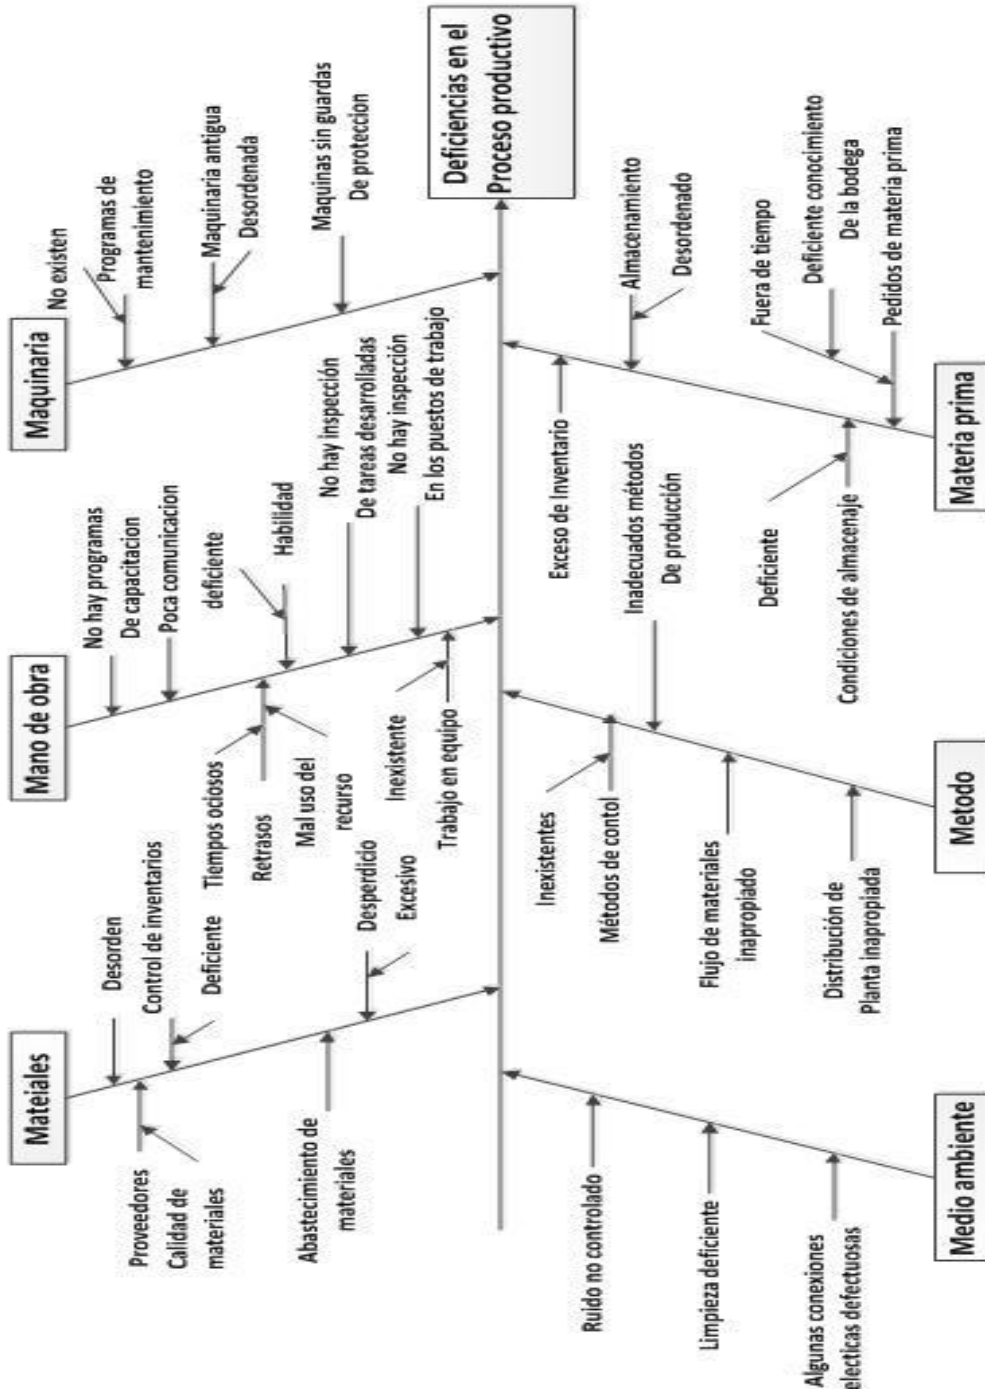 Mateiales
Desorden
Control de inventarios
Deficiente
Proveedores
Calidad de
materiales
Abastecimiento de
materiales
Desperdicio
Excesivo
Mano de obra
No hay programas
De capacitacion
Poca comunicacion
deficiente
Habilidad
Tiempos ociosos
Retrasos
Mal uso del
recurso
No hay inspección
De tareas desarrolladas
No hay inspección
En los puestos de trabajo
Inexistente
Trabajo en equipo
Maquinaria
No existen
Programas de
mantenimiento
Maquinaria antigua
Desordenada
Maquinas sin guardas
De protecion
Deficiencias en el
Proceso productivo
Ruido no controlado
Limpieza deficiente
Algunas conexiones
electicas defectuosas
Medio ambiente
Inexistentes
Métodos de contol
Inadecuados métodos
De producción
Flujo de materiales
inapropiado
Distribución de
Planta inapropiada
Metodo
Exceso de Inventario
Almacenamiento
Desordenado
Deficiente
Condiciones de almacenaje
Fuera de tiempo
Deficiente conocimiento
De la bodega
Pedidos de materia prima
Materia prima